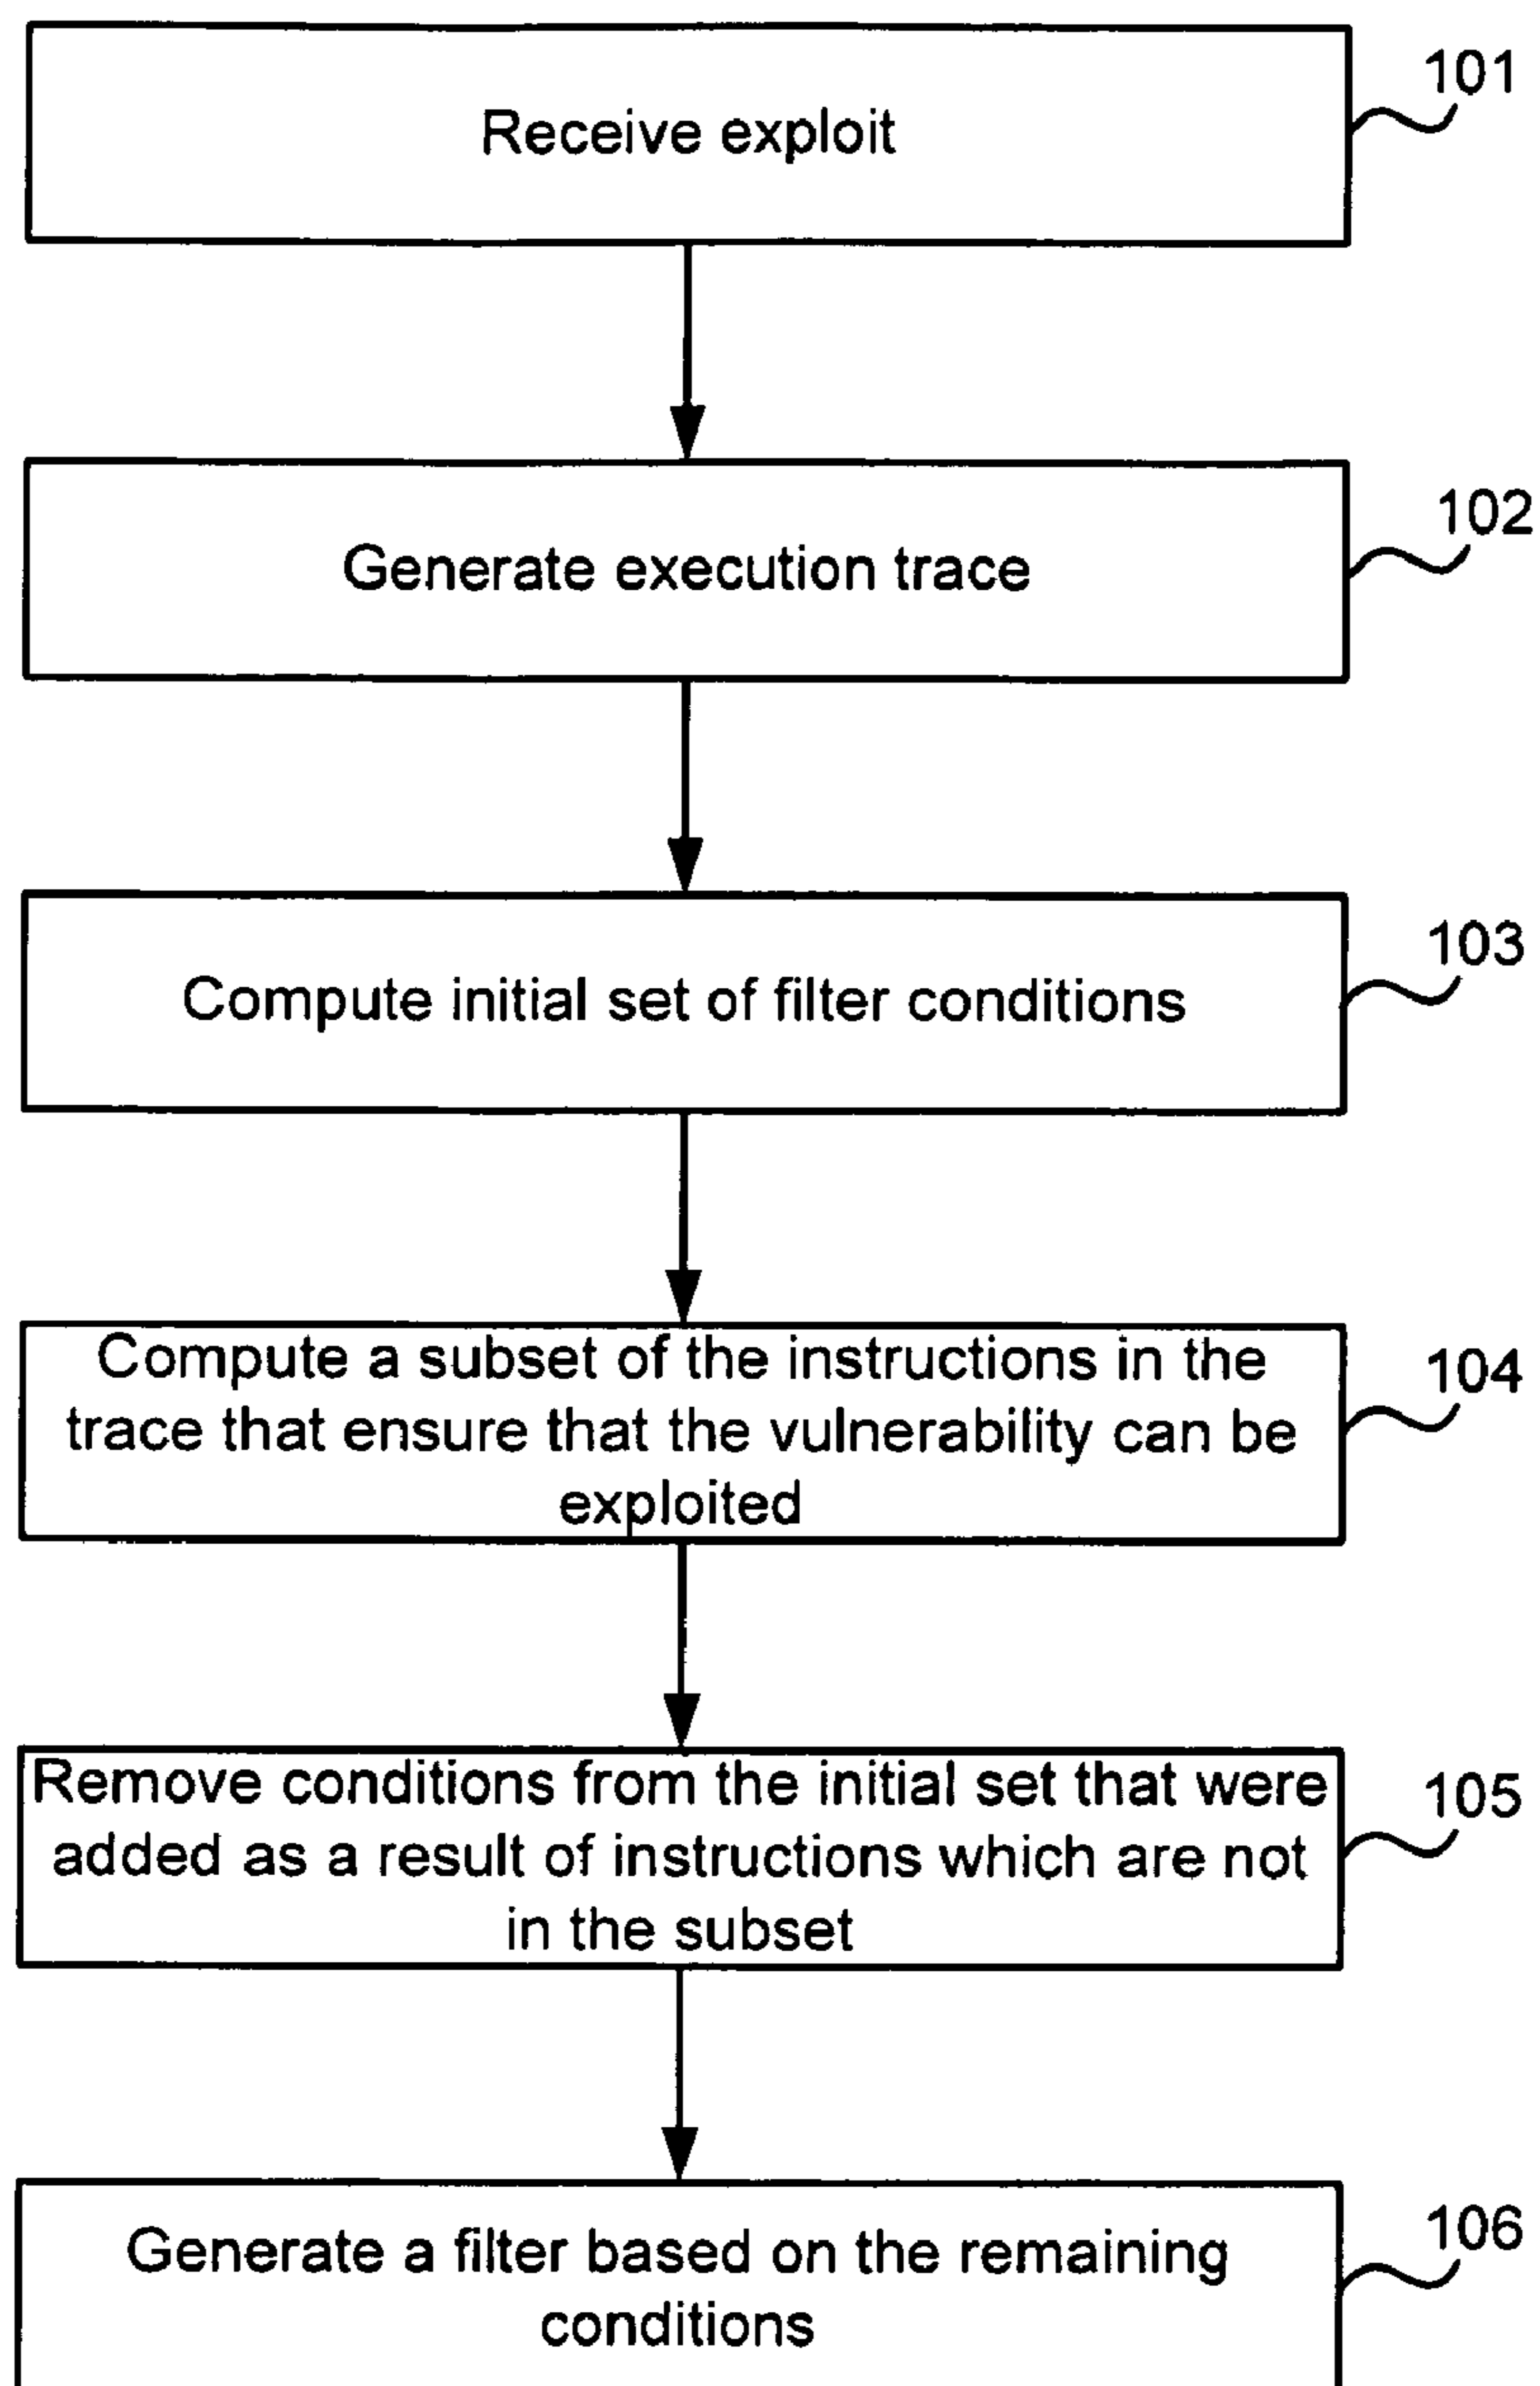 Receive exploit
101
Generate execution trace
102
Compute initial set of filter conditions
103
Compute a subset of the instructions in the
trace that ensure that the vulnerability can be
exploited
104
Remove conditions from the initial set that were
added as a result of instructions which are not
in the subset
105
Generate a filter based on the remaining
conditions
106